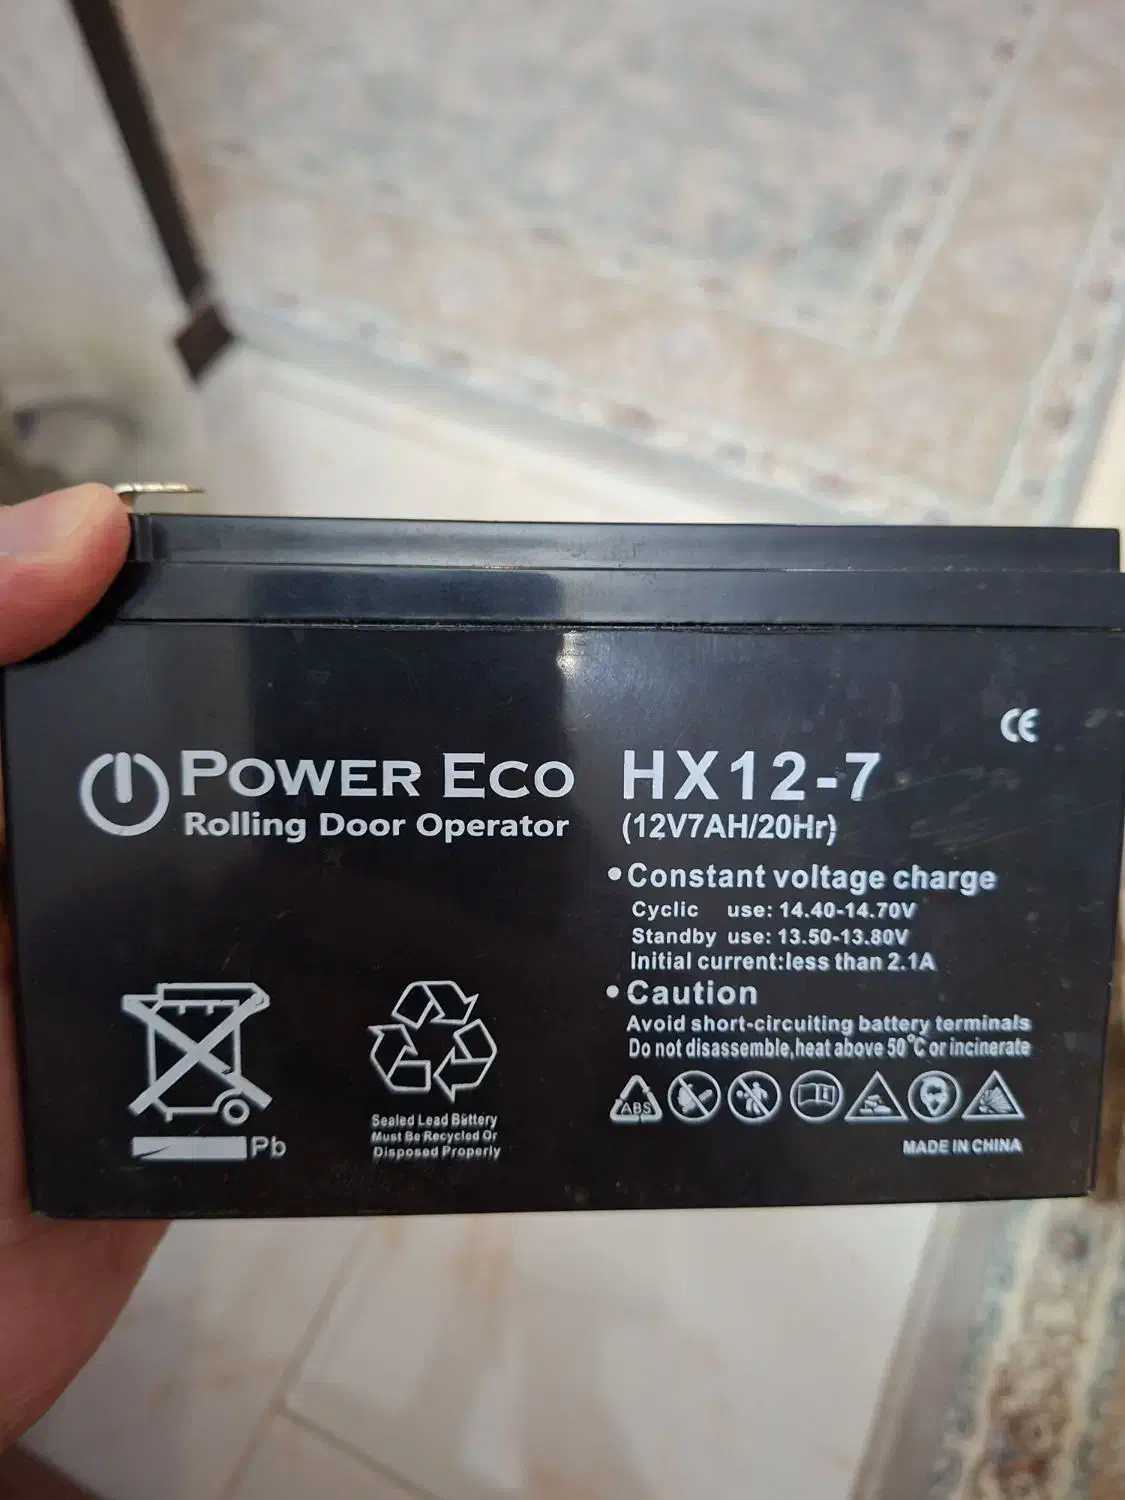 POWER ECO
Rolling Door Operator
CE
HX12-7
(12V7AH/20Hr)
•Constant voltage charge
Cyclic use: 14.40-14.70V
Standby use: 13.50-13.80V
Initial current:less than 2.1A
•Caution
Avoid short-circuiting battery terminals
Do not disassemble,heat above 50°C or incinerate
ABS
MADE IN CHINA
Pb
Sealed Lead Battery
Must Be Recycled Or
Disposed Properly